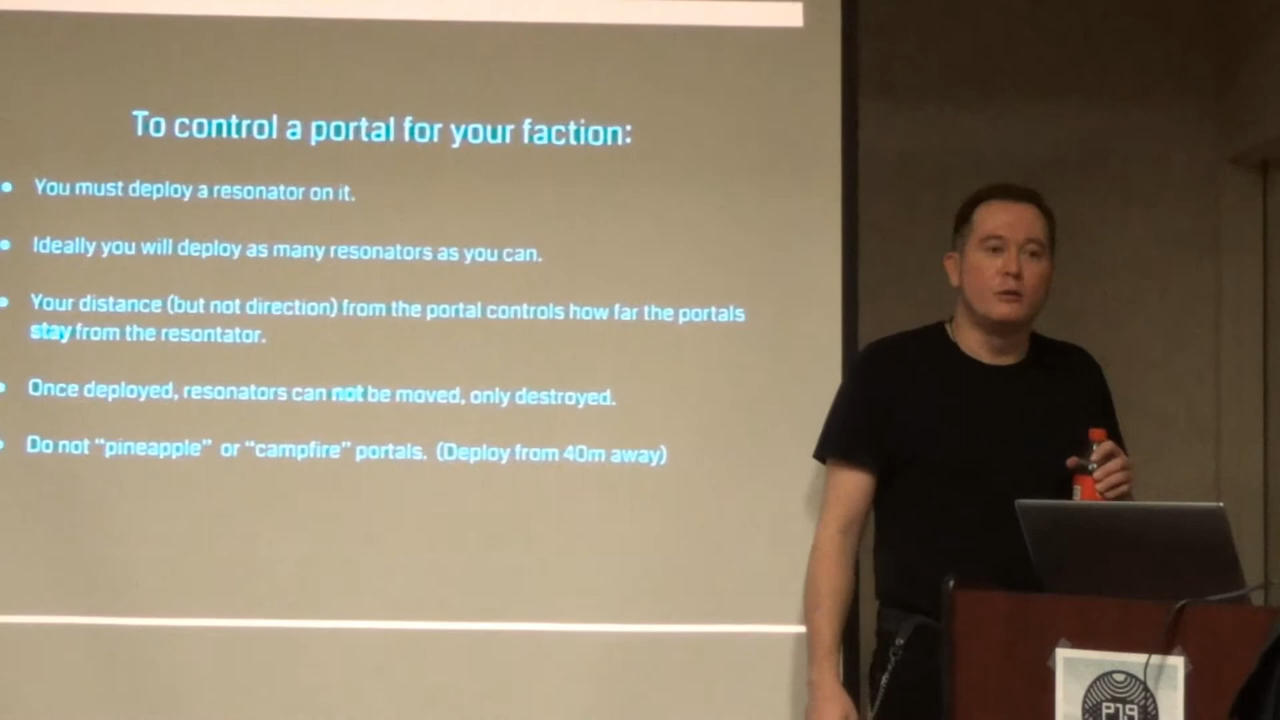 To control a portal for your faction:
You must deploy a resonator on it.
Ideally you will deploy as many resonators as you can.
Your distance (but not direction) from the portal controls how far the portals
stay from the resontator.
Once deployed, resonators can not be moved, only destroyed.
Do not “pineapple” or “campfire” portals. (Deploy from 40m away)
P19